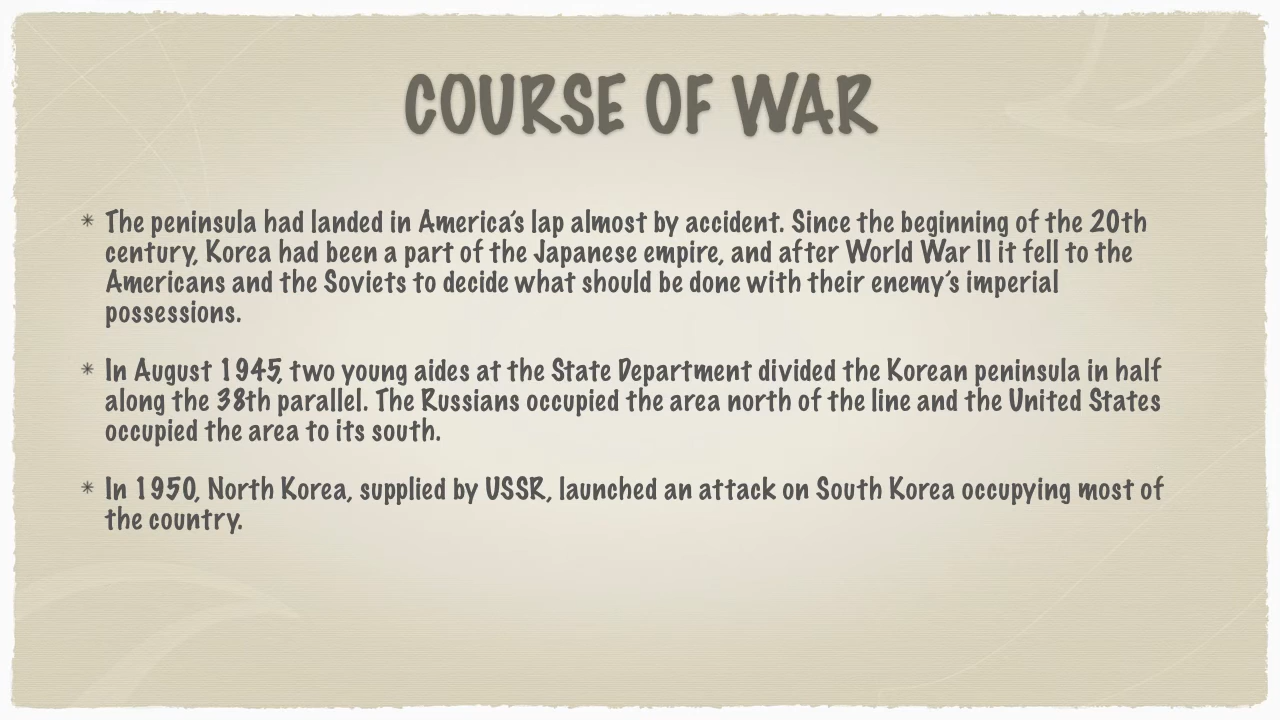 COURSE OF WAR
* The peninsula had landed in America's lap almost by accident. Since the beginning of the 20th
century, Korea had been a part of the Japanese empire, and after World War II it fell to the
Americans and the Soviets to decide what should be done with their enemy's imperial
possessions.
* In August 1945, two young aides at the State Department divided the Korean peninsula in half
along the 38th parallel. The Russians occupied the area north of the line and the United States
occupied the area to its south.
* In 1950, North Korea, supplied by USSR, launched an attack on South Korea occupying most of
the country.